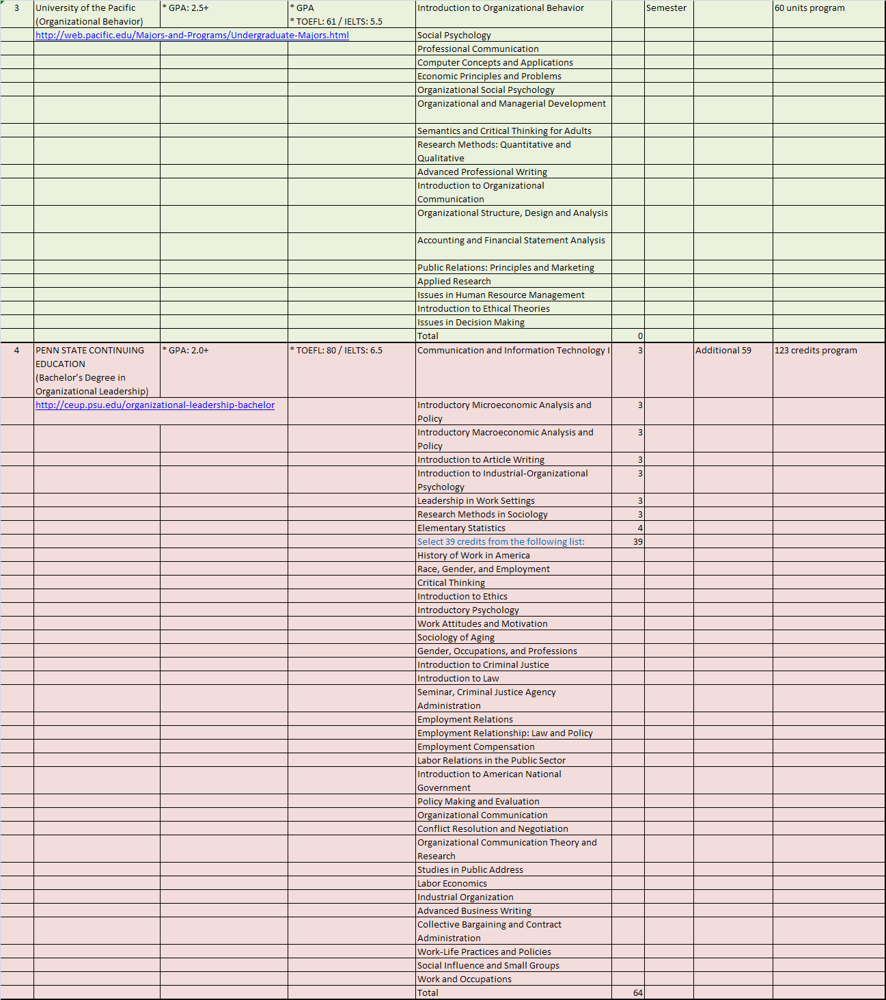 3 University of the Pacific * GPA: 2.5+ * GPA Introduction to Organizational Behavior Semester 60 units program
(Organizational Behavior) * TOEFL: 61 / IELTS: 5.5
http://web.pacific.edu/Majors-and-Programs/Undergraduate-Majors.html Social Psychology
Professional Communication
Computer Concepts and Applications
Economic Principles and Problems
Organizational Social Psychology
Organizational and Managerial Development
Semantics and Critical Thinking for Adults
Research Methods: Quantitative and
Qualitative
Advanced Professional Writing
Introduction to Organizational
Communication
Organizational Structure, Design and Analysis
Accounting and Financial Statement Analysis
Public Relations: Principles and Marketing
Applied Research
Issues in Human Resource Management
Introduction to Ethical Theories
Issues in Decision Making
Total 0
4 PENN STATE CONTINUING * GPA: 2.0+ * TOEFL: 80 / IELTS: 6.5 Communication and Information Technology I 3 Additional 59 123 credits program
EDUCATION
(Bachelor's Degree in
Organizational Leadership)
http://ceup.psu.edu/organizational-leadership-bachelor Introductory Microeconomic Analysis and 3
Policy
Introductory Macroeconomic Analysis and 3
Policy
Introduction to Article Writing 3
Introduction to Industrial-Organizational 3
Psychology
Leadership in Work Settings 3
Research Methods in Sociology 3
Elementary Statistics 4
Select 39 credits from the following list: 39
History of Work in America
Race, Gender, and Employment
Critical Thinking
Introduction to Ethics
Introductory Psychology
Work Attitudes and Motivation
Sociology of Aging
Gender, Occupations, and Professions
Introduction to Criminal Justice
Introduction to Law
Seminar, Criminal Justice Agency
Administration
Employment Relations
Employment Relationship: Law and Policy
Employment Compensation
Labor Relations in the Public Sector
Introduction to American National
Government
Policy Making and Evaluation
Organizational Communication
Conflict Resolution and Negotiation
Organizational Communication Theory and
Research
Studies in Public Address
Labor Economics
Industrial Organization
Advanced Business Writing
Collective Bargaining and Contract
Administration
Work-Life Practices and Policies
Social Influence and Small Groups
Work and Occupations
Total 64